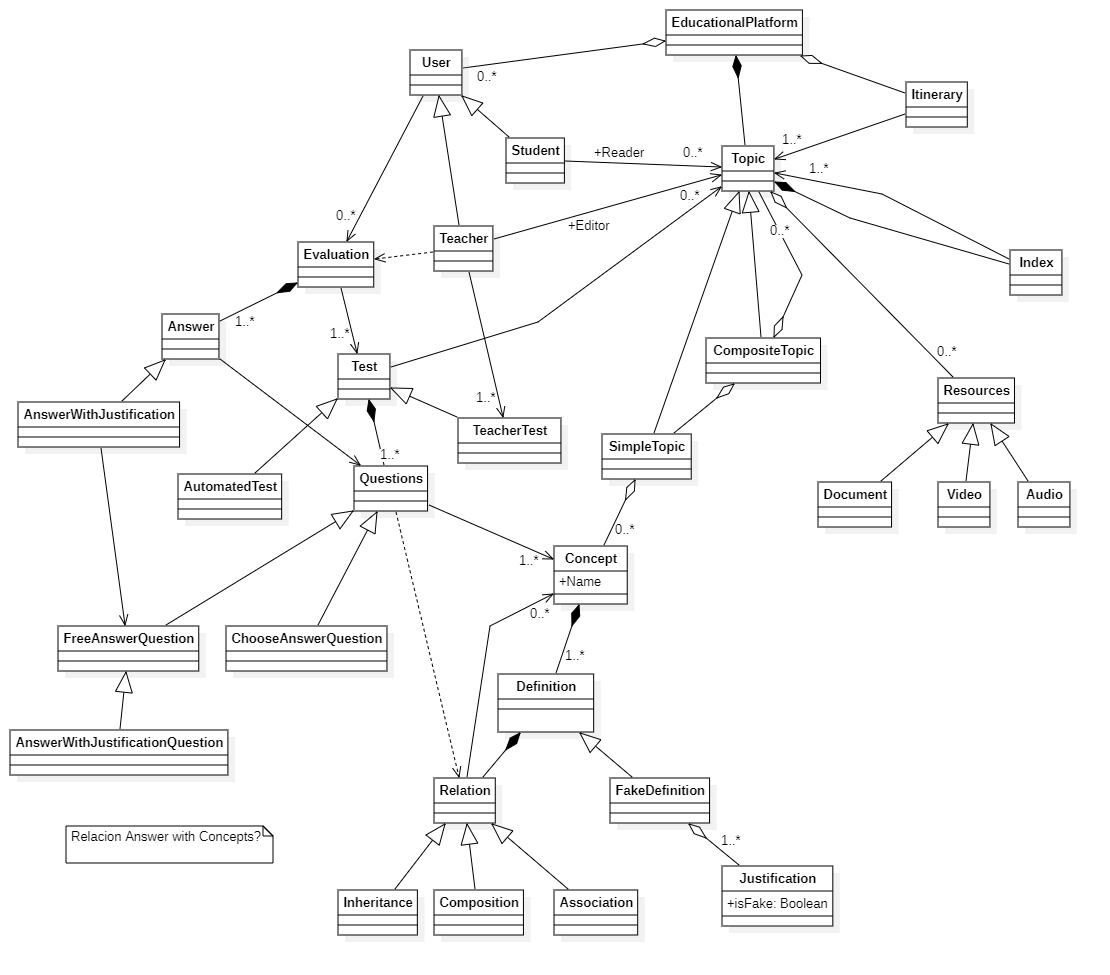 EducationalPlatform
User
0..*
Itinerary
Student
+Reader
0..*
1..*
Topic
1..*
0..*
0..*
+Editor
0..*
Teacher
Evaluation
Index
1..*
Answer
1..*
CompositeTopic
0..*
Test
Resources
1..*
AnswerWithJustification
TeacherTest
SimpleTopic
1..*
AutomatedTest
Questions
Document
Video
Audio
0..*
1..*
Concept
+Name
0..*
FreeAnswerQuestion
ChooseAnswerQuestion
1..*
Definition
AnswerWithJustificationQuestion
Relation
FakeDefinition
Relacion Answer with Concepts?
1..*
Justification
+isFake: Boolean
Inheritance
Composition
Association